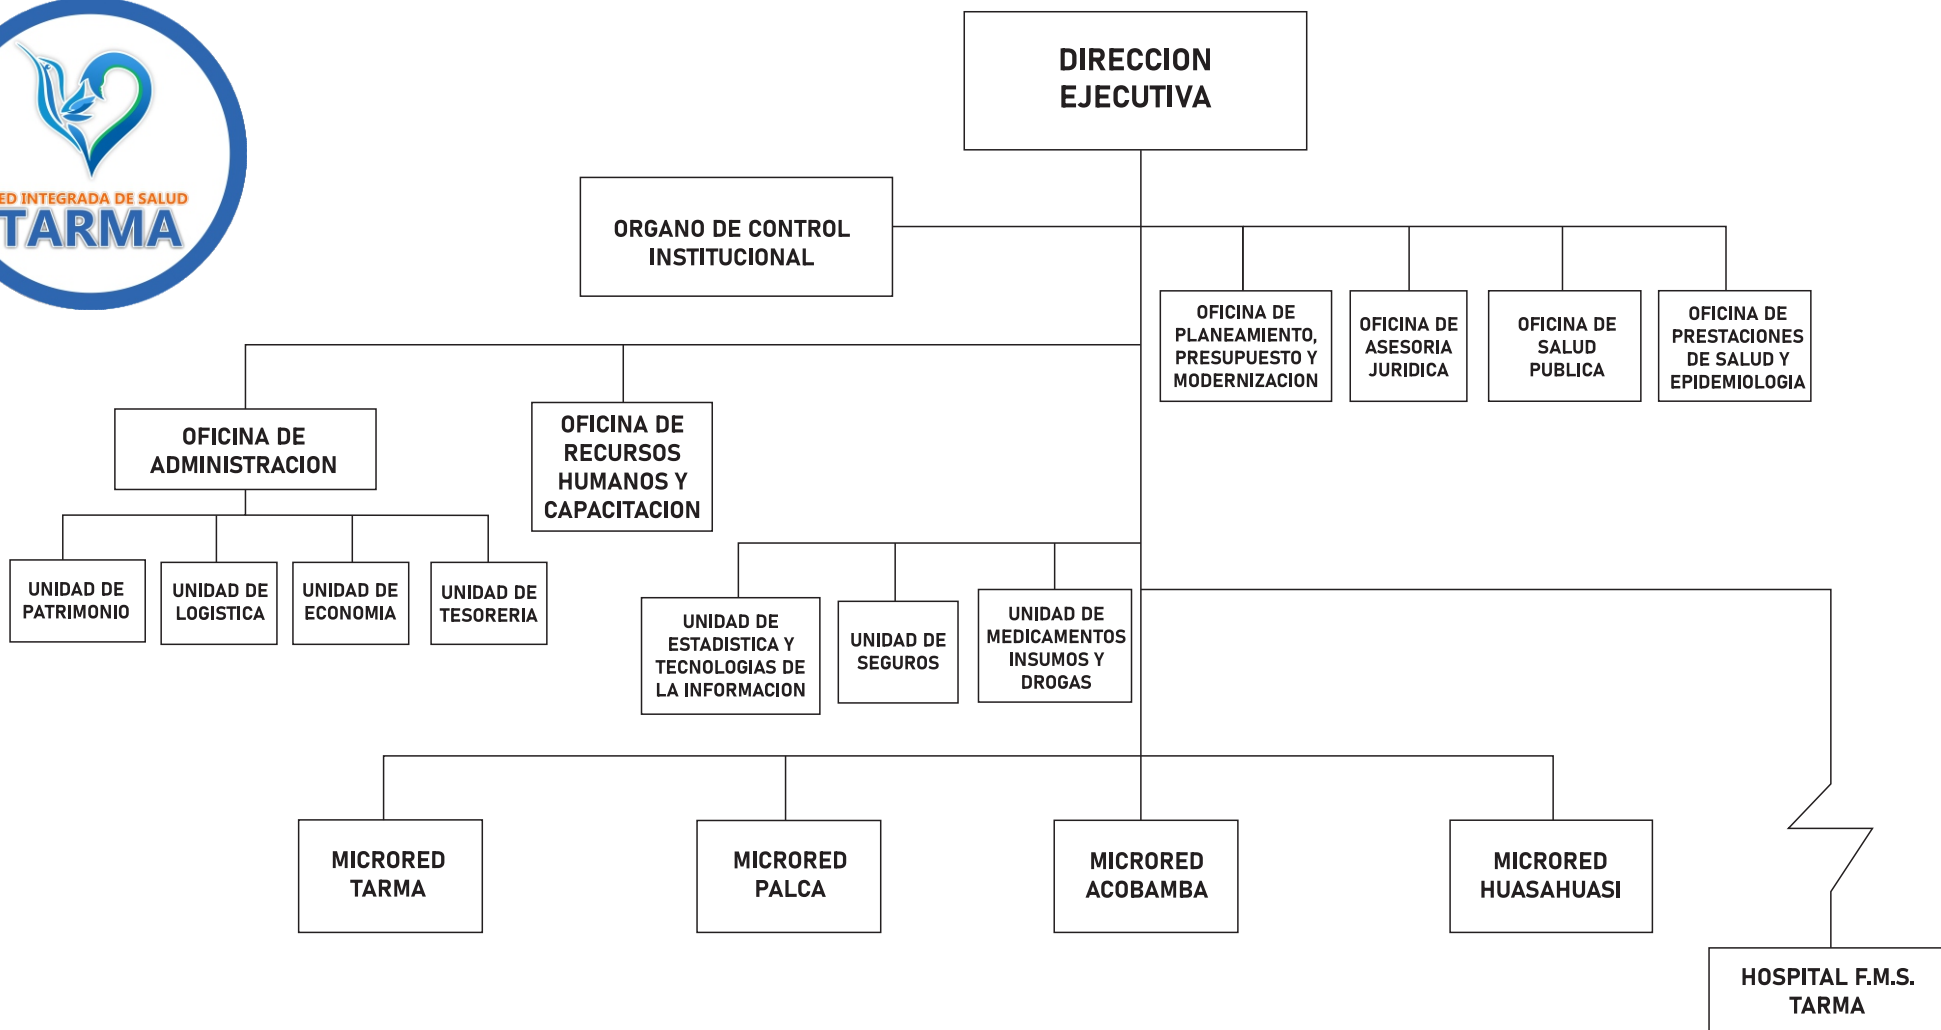 DIRECCION
EJECUTIVA
INTEGRADA DE SALUD
TARMA
ORGANO DE CONTROL
INSTITUCIONAL
OFICINA DE
PLANEAMIENTO,
PRESUPUESTO Y
MODERNIZACION
OFICINA DE
ASESORIA
JURIDICA
OFICINA DE
SALUD
PUBLICA
OFICINA DE
PRESTACIONES
DE SALUD Y
EPIDEMIOLOGIA
OFICINA DE
ADMINISTRACION
OFICINA DE
RECURSOS
HUMANOS Y
CAPACITACION
UNIDAD DE
PATRIMONIO
UNIDAD DE
LOGISTICA
UNIDAD DE
ECONOMIA
UNIDAD DE
TESORERIA
UNIDAD DE
ESTADISTICA Y
TECNOLOGIAS DE
LA INFORMACION
UNIDAD DE
SEGUROS
UNIDAD DE
MEDICAMENTOS
INSUMOS Y
DROGAS
MICRORED
TARMA
MICRORED
PALCA
MICRORED
ACOBAMBA
MICRORED
HUASAHUASI
HOSPITAL F.M.S.
TARMA